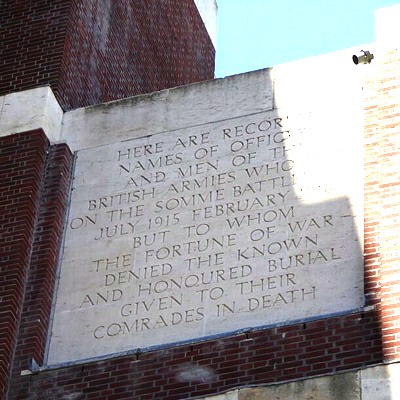 HERE ARE RECOR
NAMES OF OFFIC
AND MEN OF T
BRITISH ARMIES WHO
ON THE SOMME BATTL
JULY 1915 FEBRUARY
BUT TO WHOM
THE FORTUNE OF WAR
DENIED THE KNOWN
AND HONOURED BURIAL
GIVEN TO THEIR
COMRADES IN DEATH